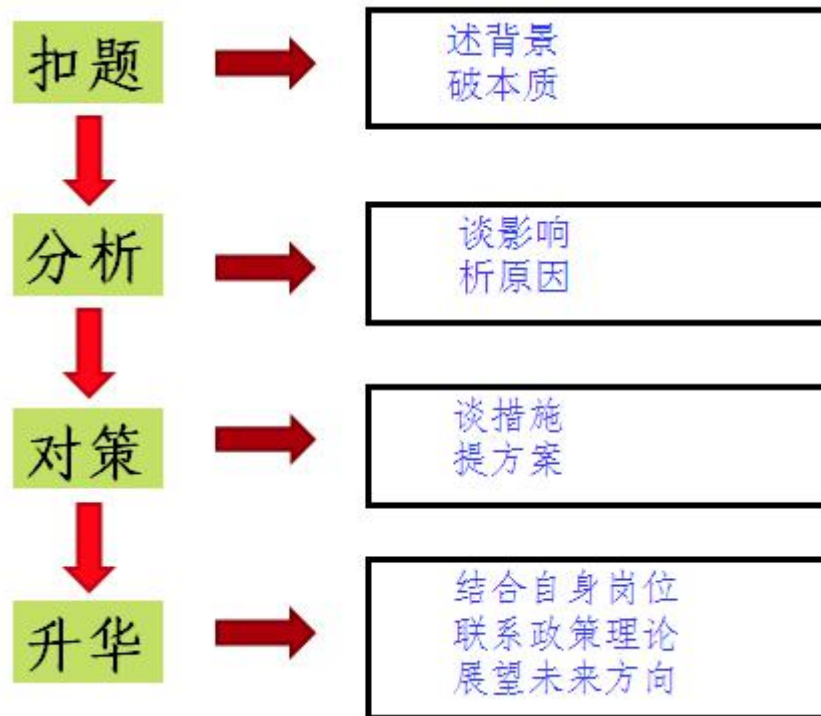 扣题
述背景
破本质
分析
谈影响
析原因
对策
谈措施
提方案
升华
结合自身岗位
联系政策理论
展望未来方向